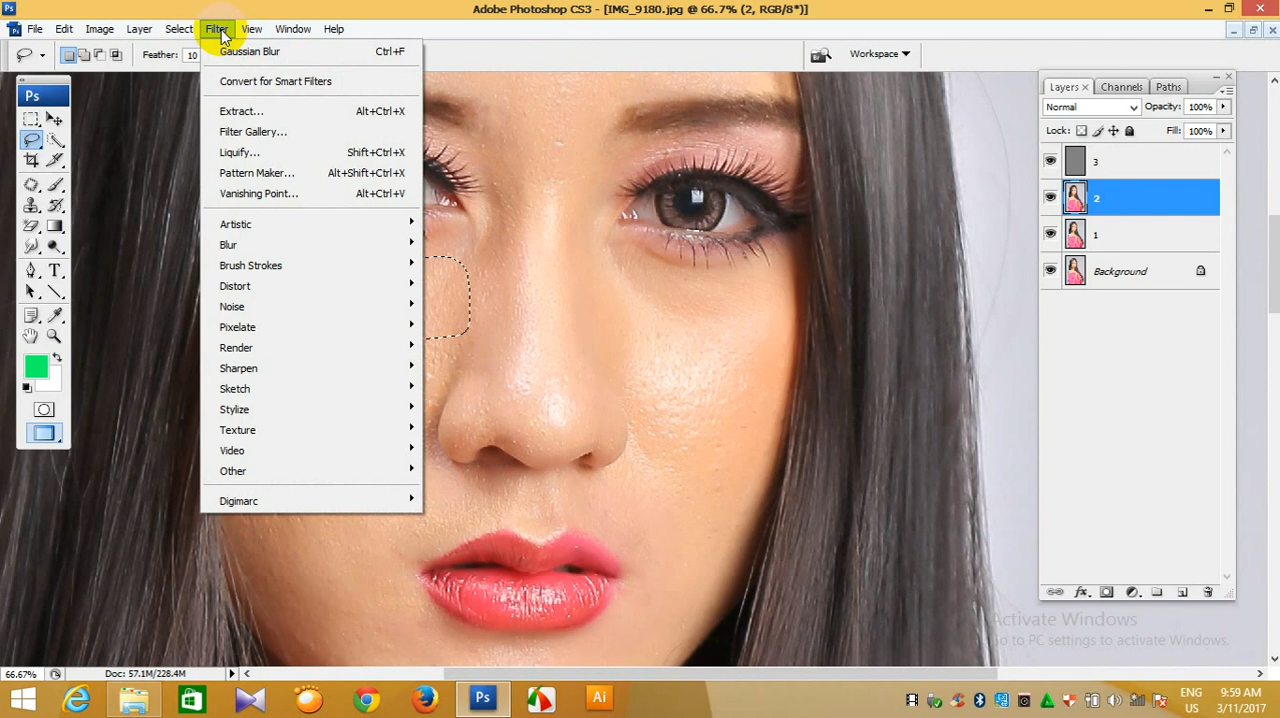 Adobe Photoshop CS3 - [IMG_9180.jpg @ 66.7% (2, RGB/8*)]
Ps File Edit Image Layer Select Filter View Window Help
Feather: 10 Workspace
Gaussian Blur Ctrl+F
Convert for Smart Filters
Extract... Alt+Ctrl+X
Filter Gallery...
Liquify... Shift+Ctrl+X
Pattern Maker... Alt+Shift+Ctrl+X
Vanishing Point... Alt+Ctrl+V
Artistic
Blur
Brush Strokes
Distort
Noise
Pixelate
Render
Sharpen
Sketch
Stylize
Texture
Video
Other
Digimarc
Ps
T
Layers × Channels Paths
Normal Opacity: 100%
Lock: Fill: 100%
3
2
1
Background
fx
Activate Windows
Go to PC settings to activate Windows.
66.67% Doc: 57.1M/228.4M
Ps Ai
ENG 9:59 AM
US 3/11/2017